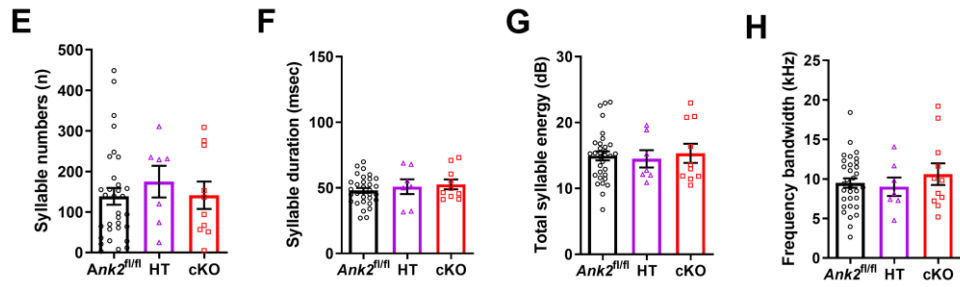 E
Syllable numbers (n)
500
400
300
200
100
0
Ank2fl/fl HT cKO
F
Syllable duration (msec)
150
100
50
0
Ank2fl/fl HT cKO
G
Total syllable energy (dB)
30
20
10
0
Ank2fl/fl HT cKO
H
Frequency bandwidth (kHz)
25
20
15
10
5
0
Ank2fl/fl HT cKO